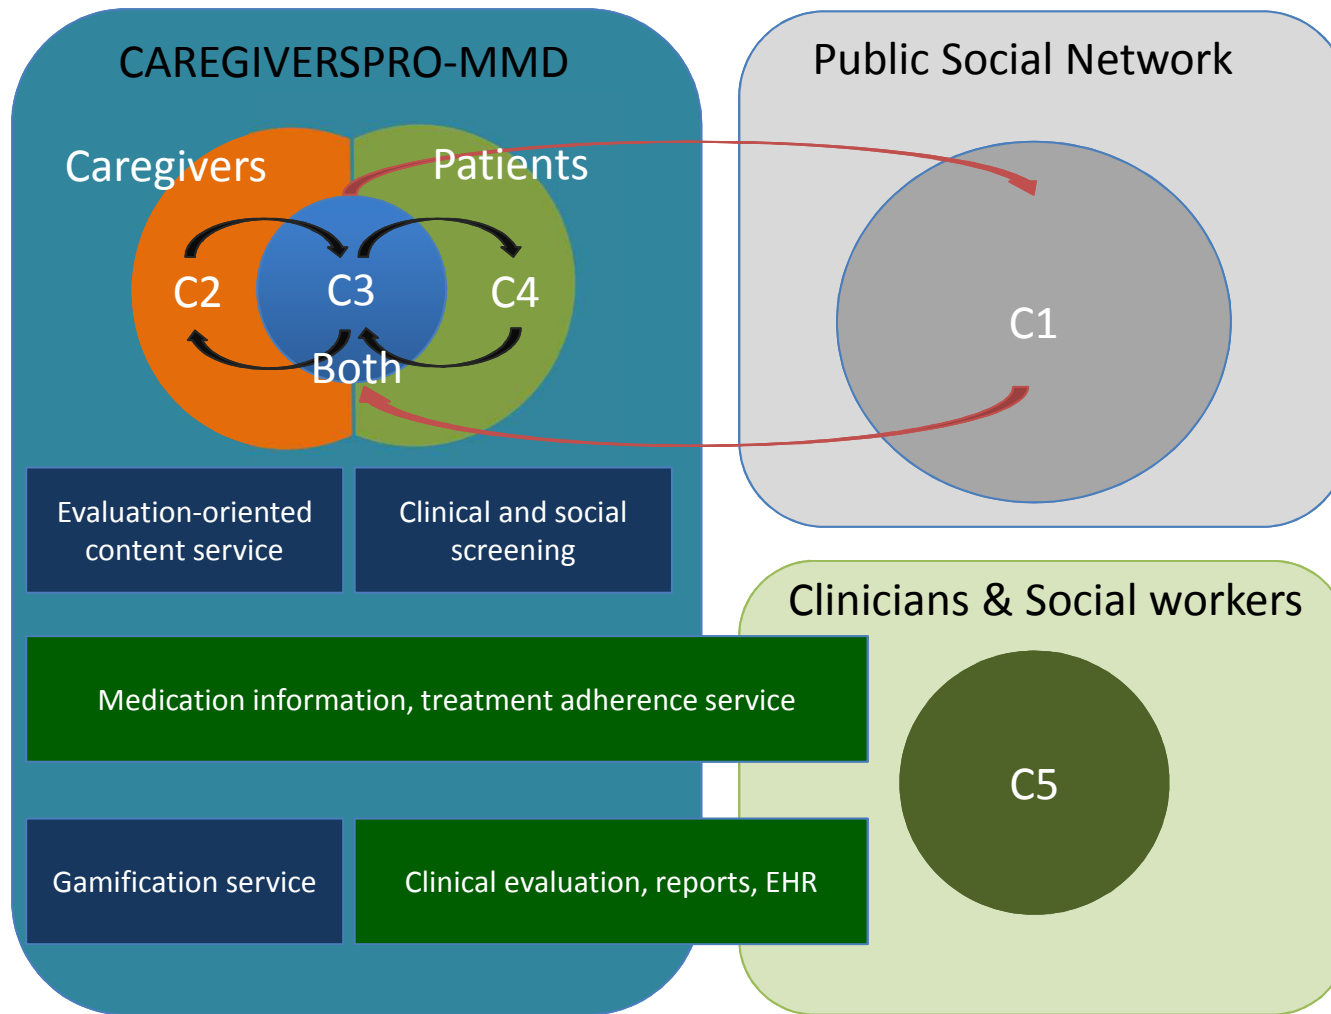 CAREGIVERSPRO-MMD
Caregivers
Patients
C2
C3
C4
Both
Evaluation-oriented
content service
Clinical and social
screening
Medication information, treatment adherence service
Gamification service
Clinical evaluation, reports, EHR
Public Social Network
C1
Clinicians & Social workers
C5